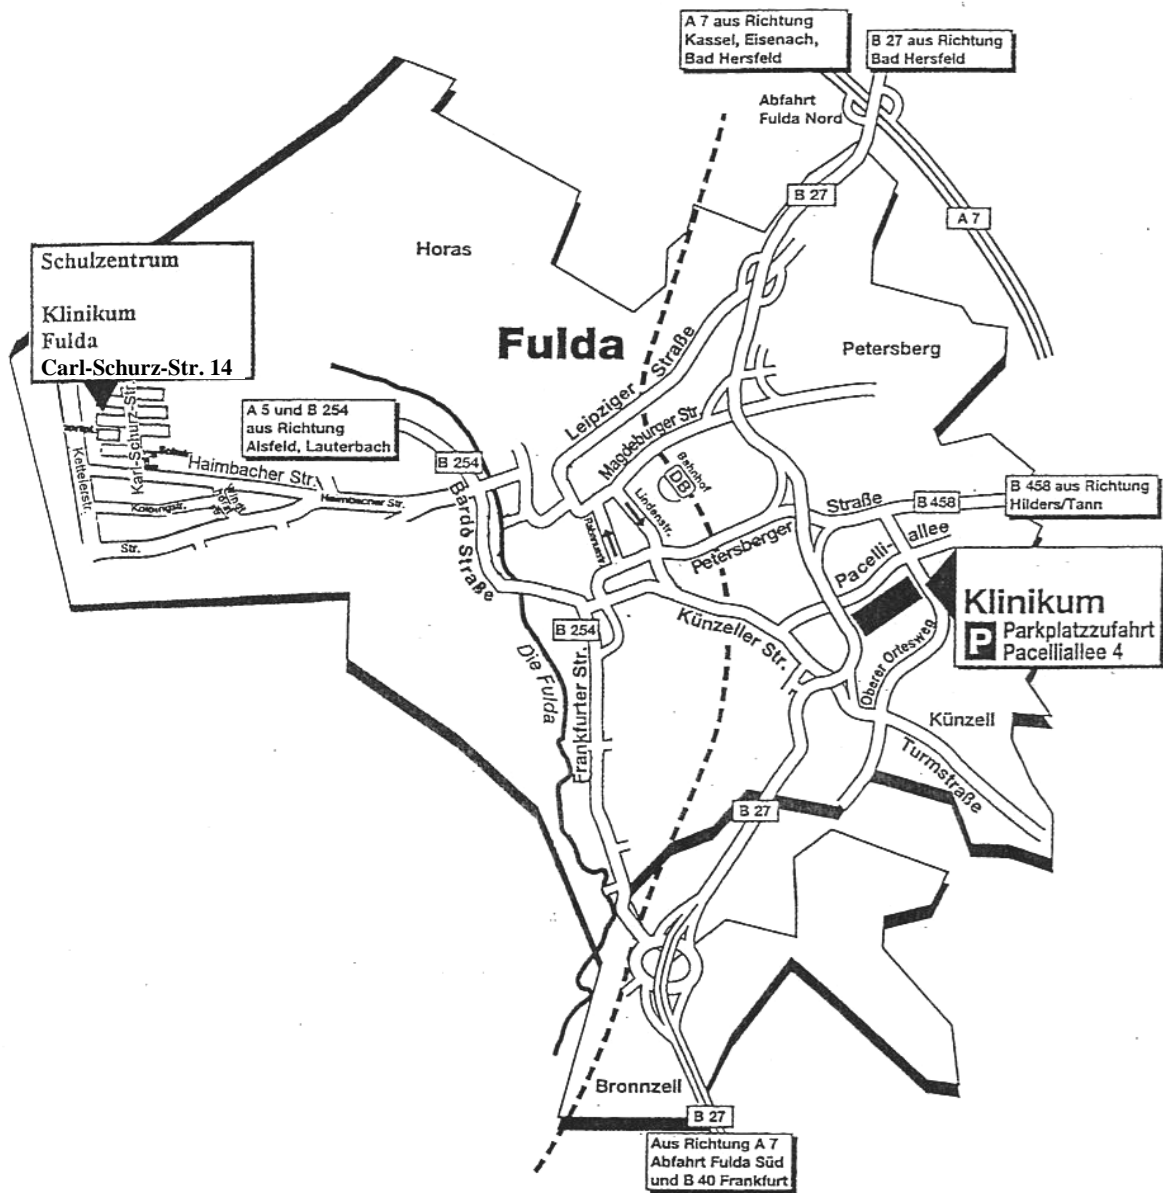 A 7 aus Richtung
Kassel, Eisenach,
Bad Hersfeld
B 27 aus Richtung
Bad Hersfeld
Abfahrt
Fulda Nord
B 27
A 7
Horas
Schulzentrum
Klinikum
Fulda
Carl-Schurz-Str. 14
Fulda
Leipziger Straße
Petersberg
A 5 und B 254
aus Richtung
Alsfeld, Lauterbach
Magdeburger Str.
Karl-Schurz-Str.
Kettelerstr.
Haimbacher Str.
Haimbacher Str.
Kolpingstr.
Str.
B 254
Bardo Straße
Bahnhof
DB
Lindenstr.
Petersberger Straße
B 458
B 458 aus Richtung
Hilders/Tann
Pacelli-allee
Klinikum
P Parkplatzzufahrt
Pacelliallee 4
B 254
Künzeller Str.
Oberer Ortesweg
Die Fulda
Frankfurter Str.
Künzell
Turmstraße
B 27
Bronnzell
B 27
Aus Richtung A 7
Abfahrt Fulda Süd
und B 40 Frankfurt